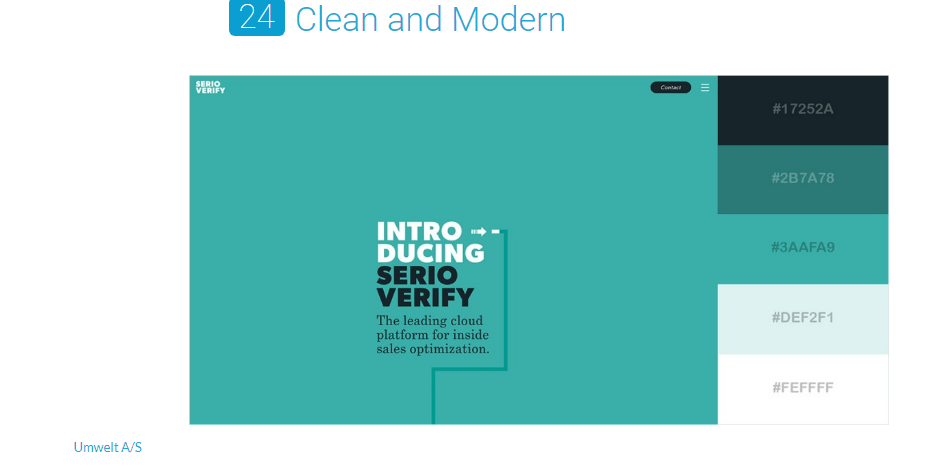 24 Clean and Modern
SERIO
VERIFY
Contact
#17252A
#2B7A78
#3AAFA9
#DEF2F1
#FEFFFF
INTRO
DUCING
SERIO
VERIFY
The leading cloud
platform for inside
sales optimization.
Umwelt A/S